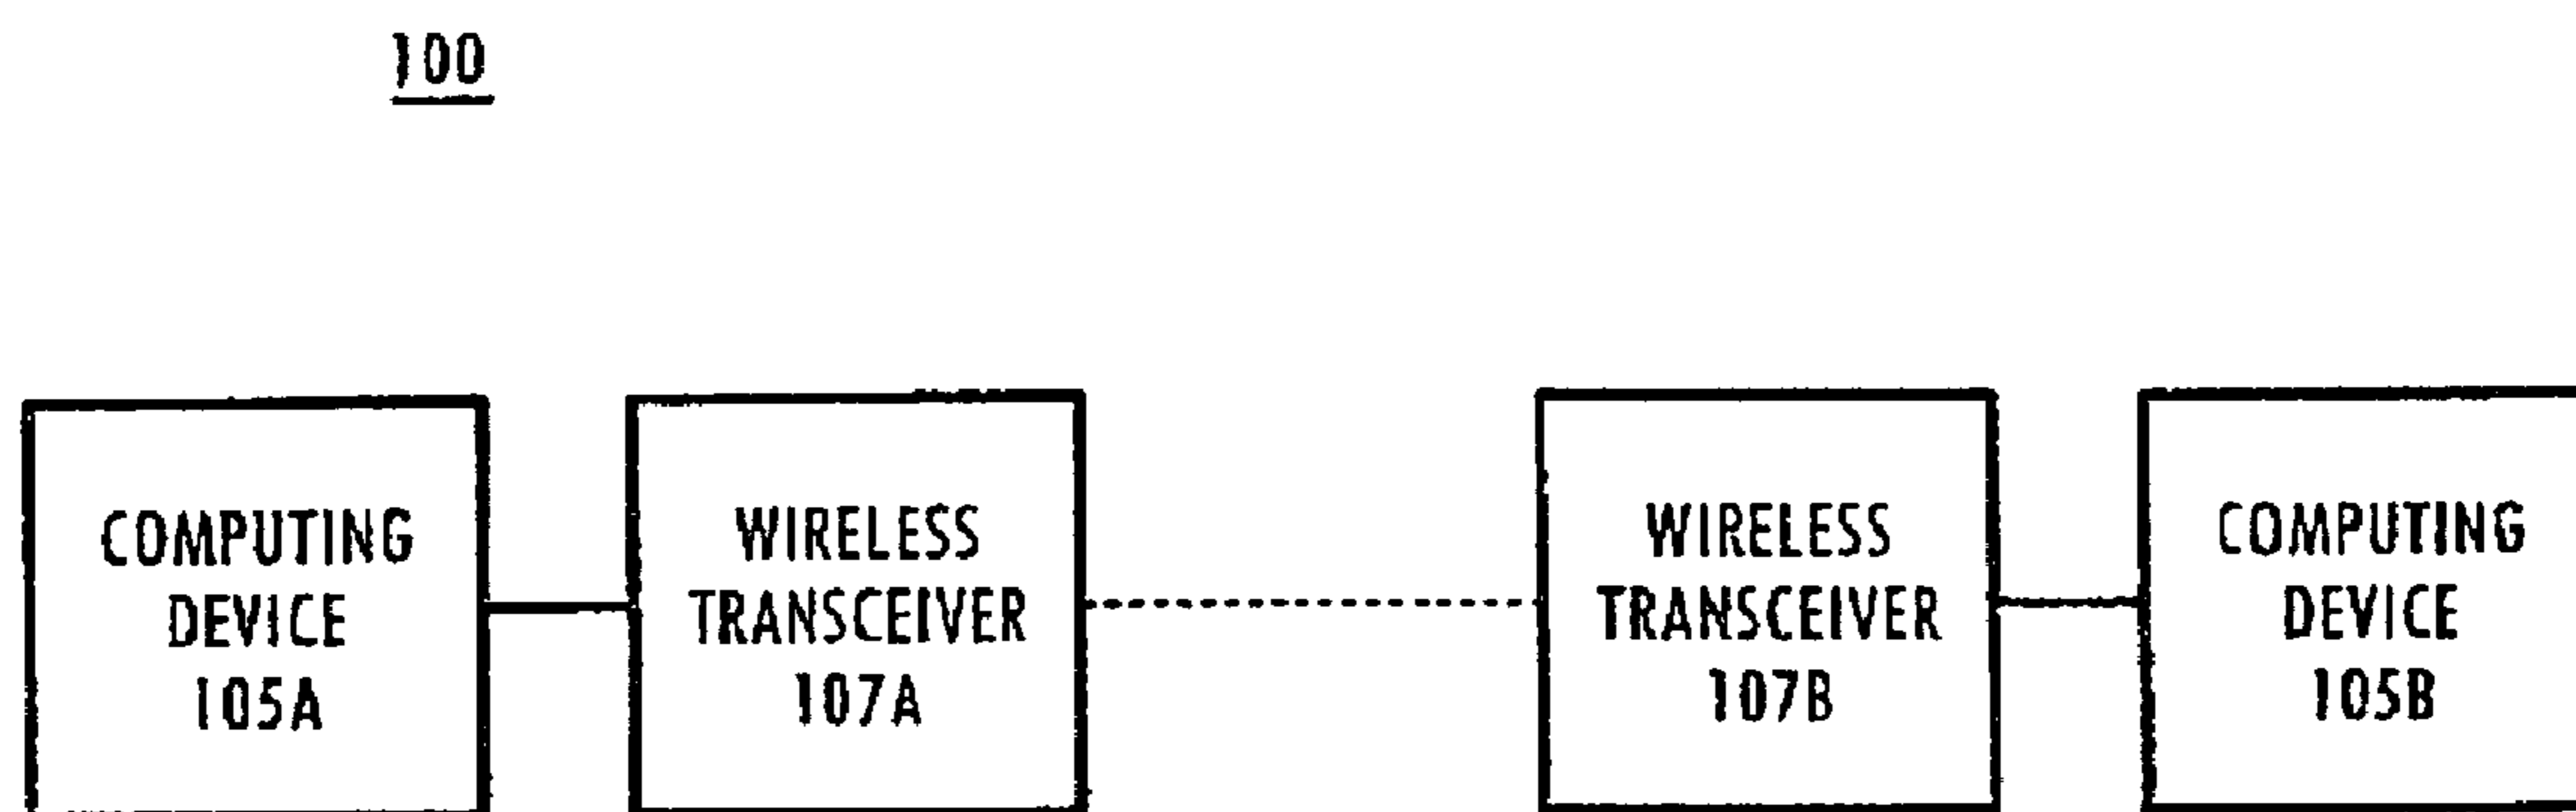 100
COMPUTING
DEVICE
105A
WIRELESS
TRANSCEIVER
107A
WIRELESS
TRANSCEIVER
107B
COMPUTING
DEVICE
105B